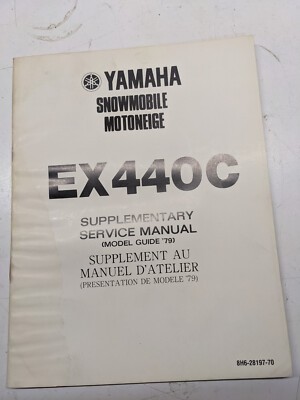 YAMAHA
SNOWMOBILE
MOTONEIGE
EX440C
SUPPLEMENTARY
SERVICE MANUAL
(MODEL GUIDE '79)
SUPPLEMENT AU
MANUEL D'ATELIER
(PRESENTATION DE MODELE '79)
8H6-28197-70